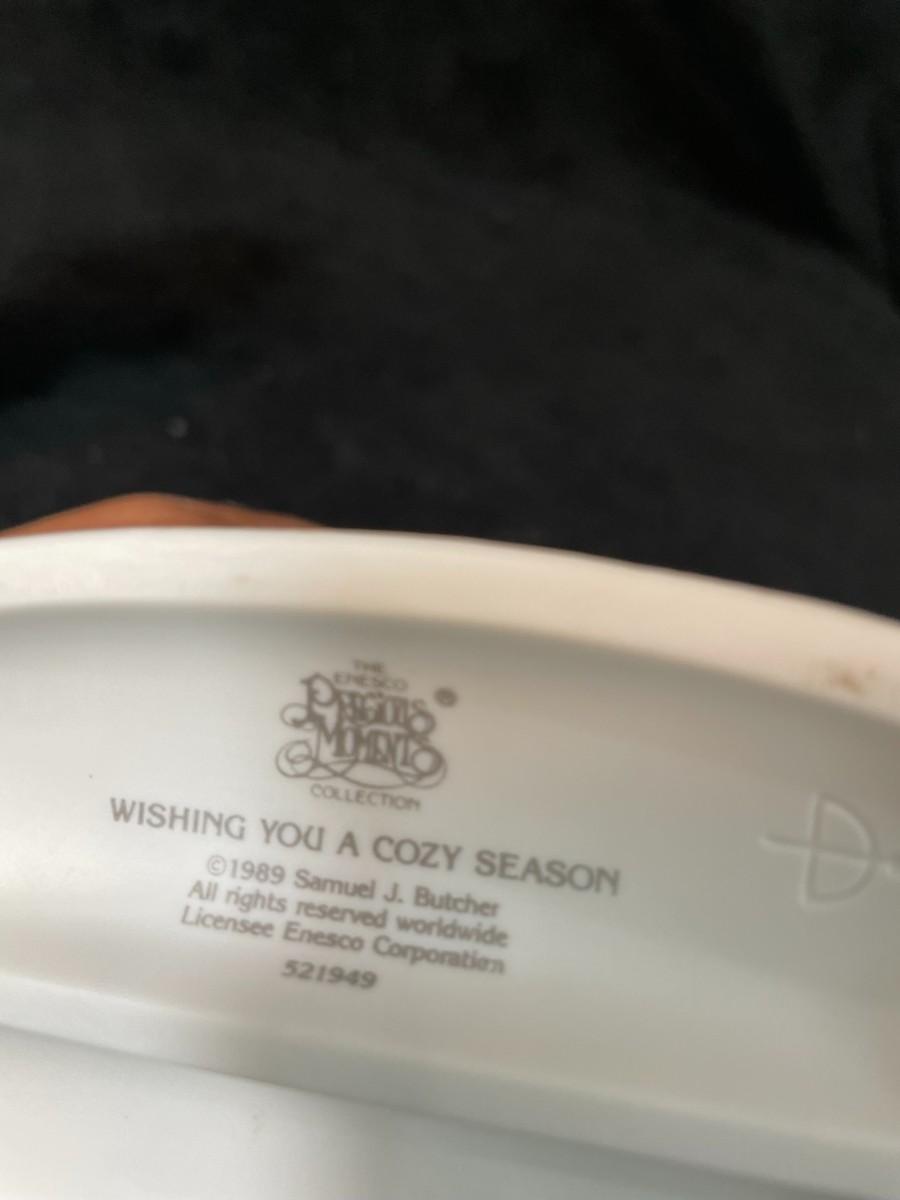 THE
ENESCO
PRECIOUS
MOMENTS
®
COLLECTION
WISHING YOU A COZY SEASON
©1989 Samuel J. Butcher
All rights reserved worldwide
Licensee Enesco Corporation
521949
D